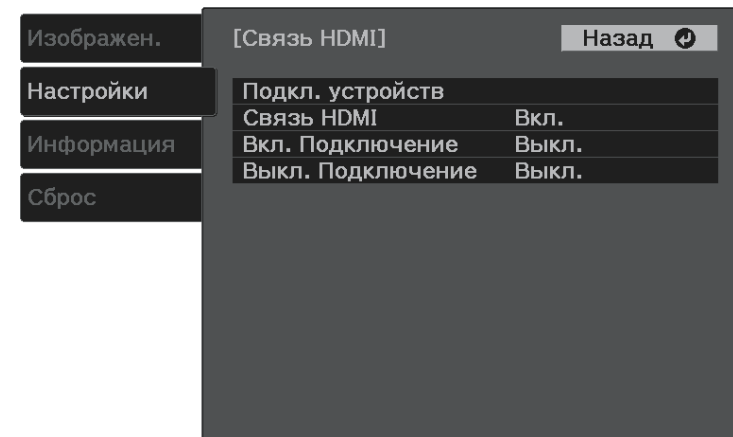 Изображен.
Настройки
Информация
Сброс
[Связь HDMI]
Назад
Подкл. устройств
Связь HDMI Вкл.
Вкл. Подключение Выкл.
Выкл. Подключение Выкл.